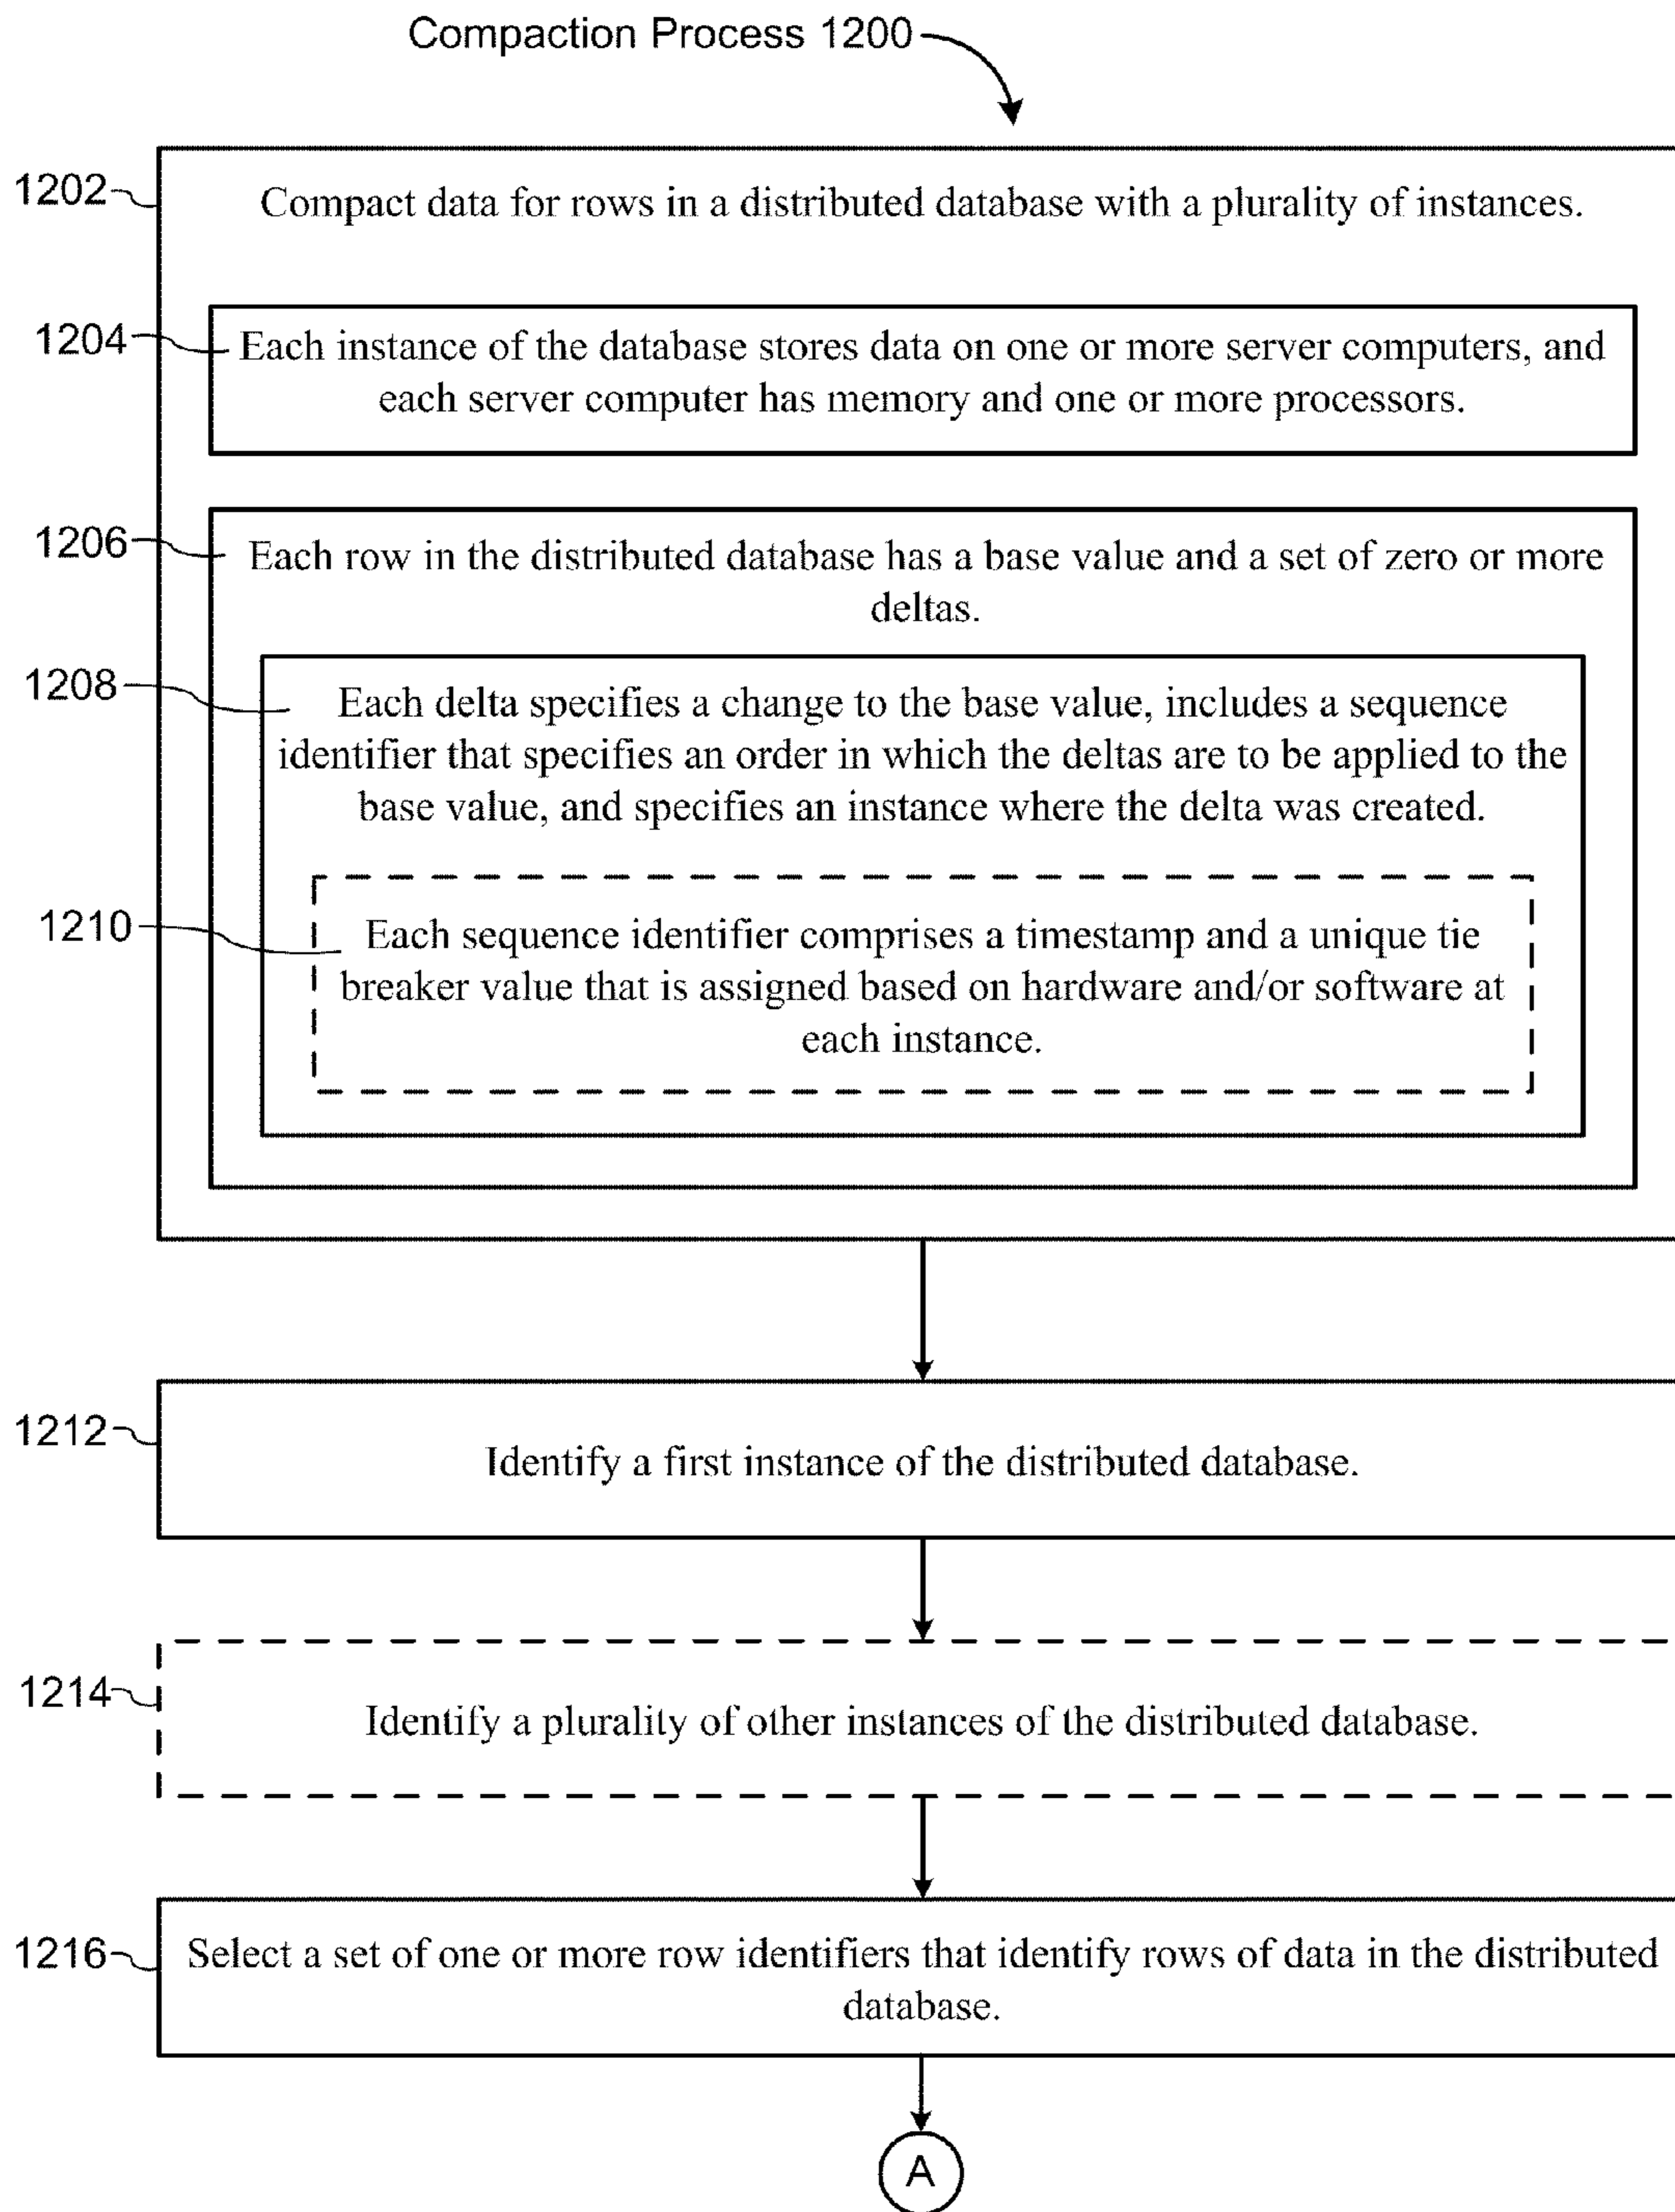 Compaction Process 1200
1202
Compact data for rows in a distributed database with a plurality of instances.
1204
Each instance of the database stores data on one or more server computers, and
each server computer has memory and one or more processors.
1206
Each row in the distributed database has a base value and a set of zero or more
deltas.
1208
Each delta specifies a change to the base value, includes a sequence
identifier that specifies an order in which the deltas are to be applied to the
base value, and specifies an instance where the delta was created.
1210
Each sequence identifier comprises a timestamp and a unique tie
breaker value that is assigned based on hardware and/or software at
each instance.
1212
Identify a first instance of the distributed database.
1214
Identify a plurality of other instances of the distributed database.
1216
Select a set of one or more row identifiers that identify rows of data in the distributed
database.
A